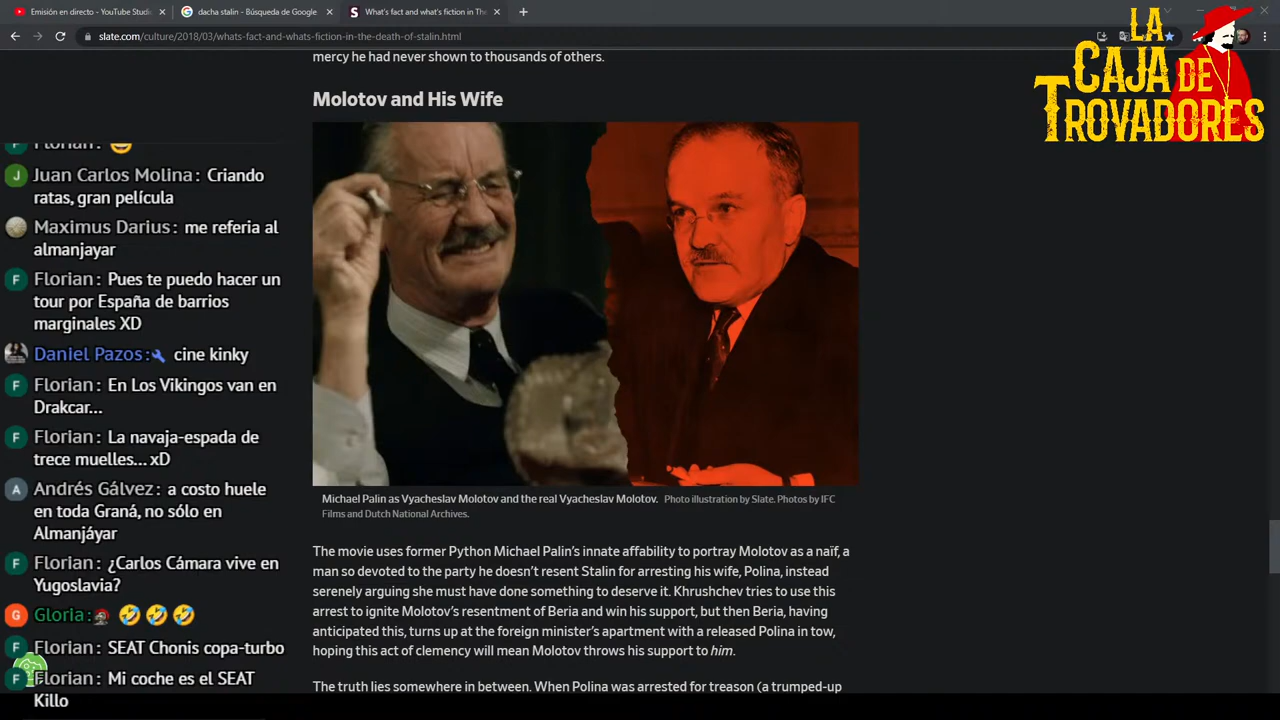 Emisión en directo - YouTube Studio
dacha stalin - Búsqueda de Google
What's fact and what's fiction in The
slate.com/culture/2018/03/whats-fact-and-whats-fiction-in-the-death-of-stalin.html
LA
CAJA DE
TROVADORES
mercy he had never shown to thousands of others.
Molotov and His Wife
Florian:
Juan Carlos Molina: Criando
ratas, gran película
Maximus Darius: me referia al
almanjayar
Florian: Pues te puedo hacer un
tour por España de barrios
marginales XD
Daniel Pazos: cine kinky
Florian: En Los Vikingos van en
Drakcar...
Florian: La navaja-espada de
trece muelles... xD
Andrés Gálvez: a costo huele
en toda Graná, no sólo en
Almanjáyar
Florian: ¿Carlos Cámara vive en
Yugoslavia?
Gloria:
Florian: SEAT Chonis copa-turbo
Florian: Mi coche es el SEAT
Killo
Michael Palin as Vyacheslav Molotov and the real Vyacheslav Molotov. Photo illustration by Slate. Photos by IFC
Films and Dutch National Archives.
The movie uses former Python Michael Palin's innate affability to portray Molotov as a naïf, a
man so devoted to the party he doesn't resent Stalin for arresting his wife, Polina, instead
serenely arguing she must have done something to deserve it. Khrushchev tries to use this
arrest to ignite Molotov's resentment of Beria and win his support, but then Beria, having
anticipated this, turns up at the foreign minister's apartment with a released Polina in tow,
hoping this act of clemency will mean Molotov throws his support to him.
The truth lies somewhere in between. When Polina was arrested for treason (a trumped-up